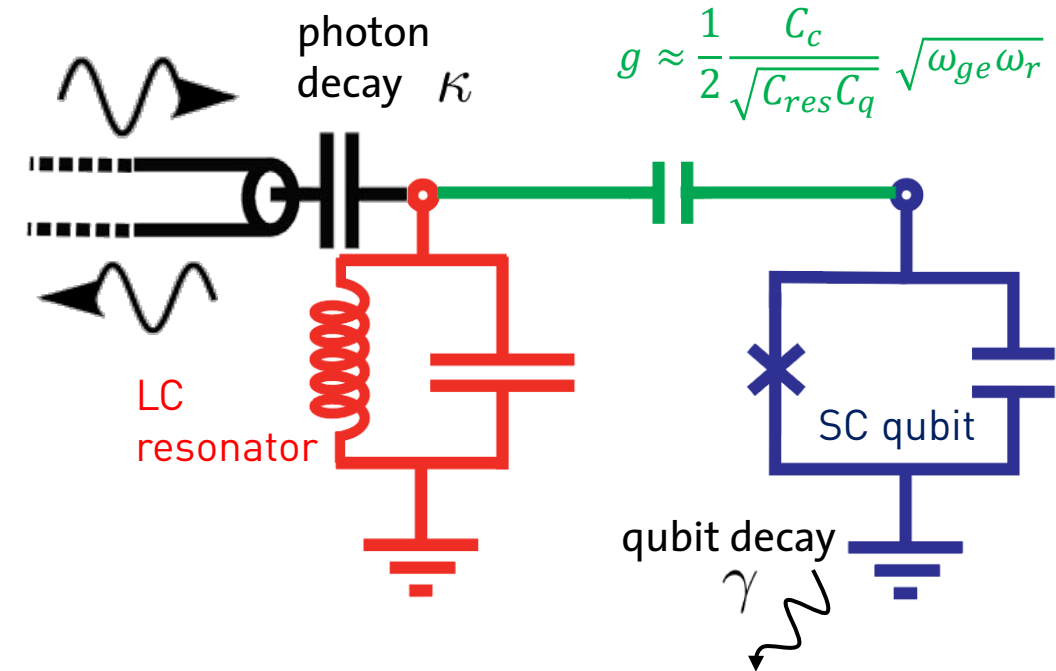 photon
decay κ
g ≈ 1/2 C_c/√(C_res C_q) √(ω_ge ω_r)
LC
resonator
SC qubit
qubit decay
γ